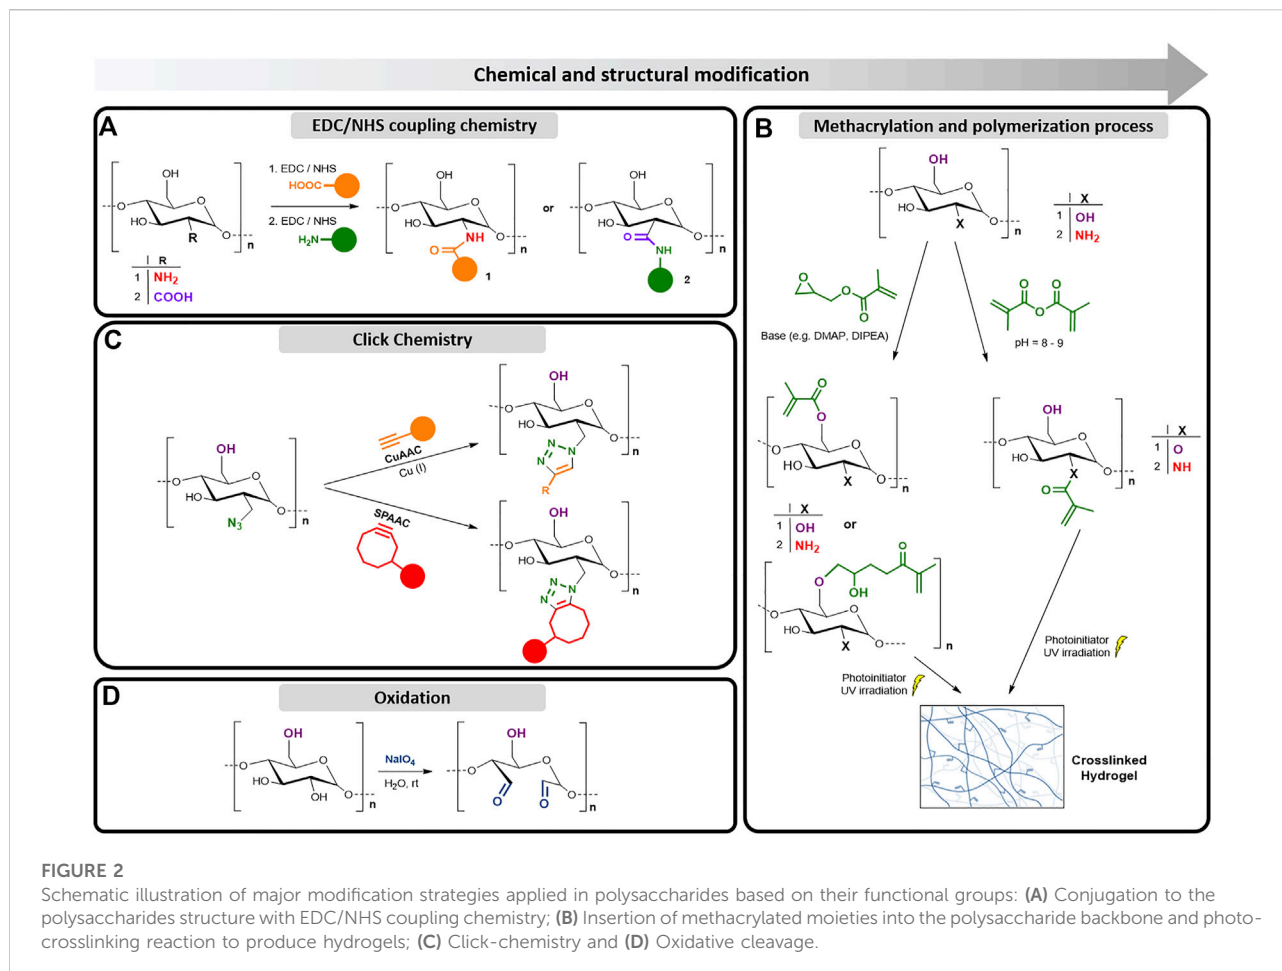 Chemical and structural modification
A
EDC/NHS coupling chemistry
OH
O
O
HO
R
O
n
1. EDC / NHS
HOOC
2. EDC / NHS
H₂N
R
1 NH₂
2 COOH
OH
O
O
HO
NH
O
O
n
1
or
OH
O
O
HO
O
O
NH
n
2
B
Methacrylation and polymerization process
OH
O
O
HO
X
O
n
X
1 OH
2 NH₂
O
O
O
Base (e.g. DMAP, DIPEA)
O
O
O
pH = 8 - 9
O
O
O
O
HO
X
O
n
X
1 OH
2 NH₂
or
O
O
OH
O
O
HO
X
O
n
OH
O
O
HO
X
O
O
n
X
1 O
2 NH
Photoinitiator
UV irradiation
Photoinitiator
UV irradiation
Crosslinked
Hydrogel
C
Click Chemistry
OH
O
O
HO
O
N₃
n
CuAAC
Cu (I)
SPAAC
OH
O
O
HO
O
n
N
N
N
R
OH
O
O
HO
O
n
N
N
N
D
Oxidation
OH
O
O
HO
OH
O
n
NaIO₄
H₂O, rt
OH
O
O
O
O
O
n
FIGURE 2
Schematic illustration of major modification strategies applied in polysaccharides based on their functional groups: (A) Conjugation to the
polysaccharides structure with EDC/NHS coupling chemistry; (B) Insertion of methacrylated moieties into the polysaccharide backbone and photo-
crosslinking reaction to produce hydrogels; (C) Click-chemistry and (D) Oxidative cleavage.